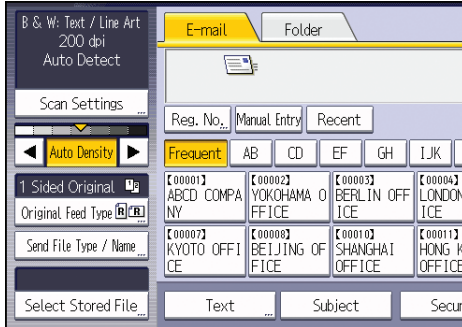 B & W: Text / Line Art
200 dpi
Auto Detect
Scan Settings
Auto Density
1 Sided Original
Original Feed Type
Send File Type / Name
Select Stored File
E-mail Folder
Reg. No. Manual Entry Recent
Frequent AB CD EF GH IJK
[00001] [00002] [00003] [00004]
ABCD COMPA YOKOHAMA O BERLIN OFF LONDON
NY FFICE ICE ICE
[00007] [00008] [00010] [00011]
KYOTO OFFI BEIJING OF SHANGHAI HONG K
CE FICE OFFICE OFFICE
Text Subject Secur